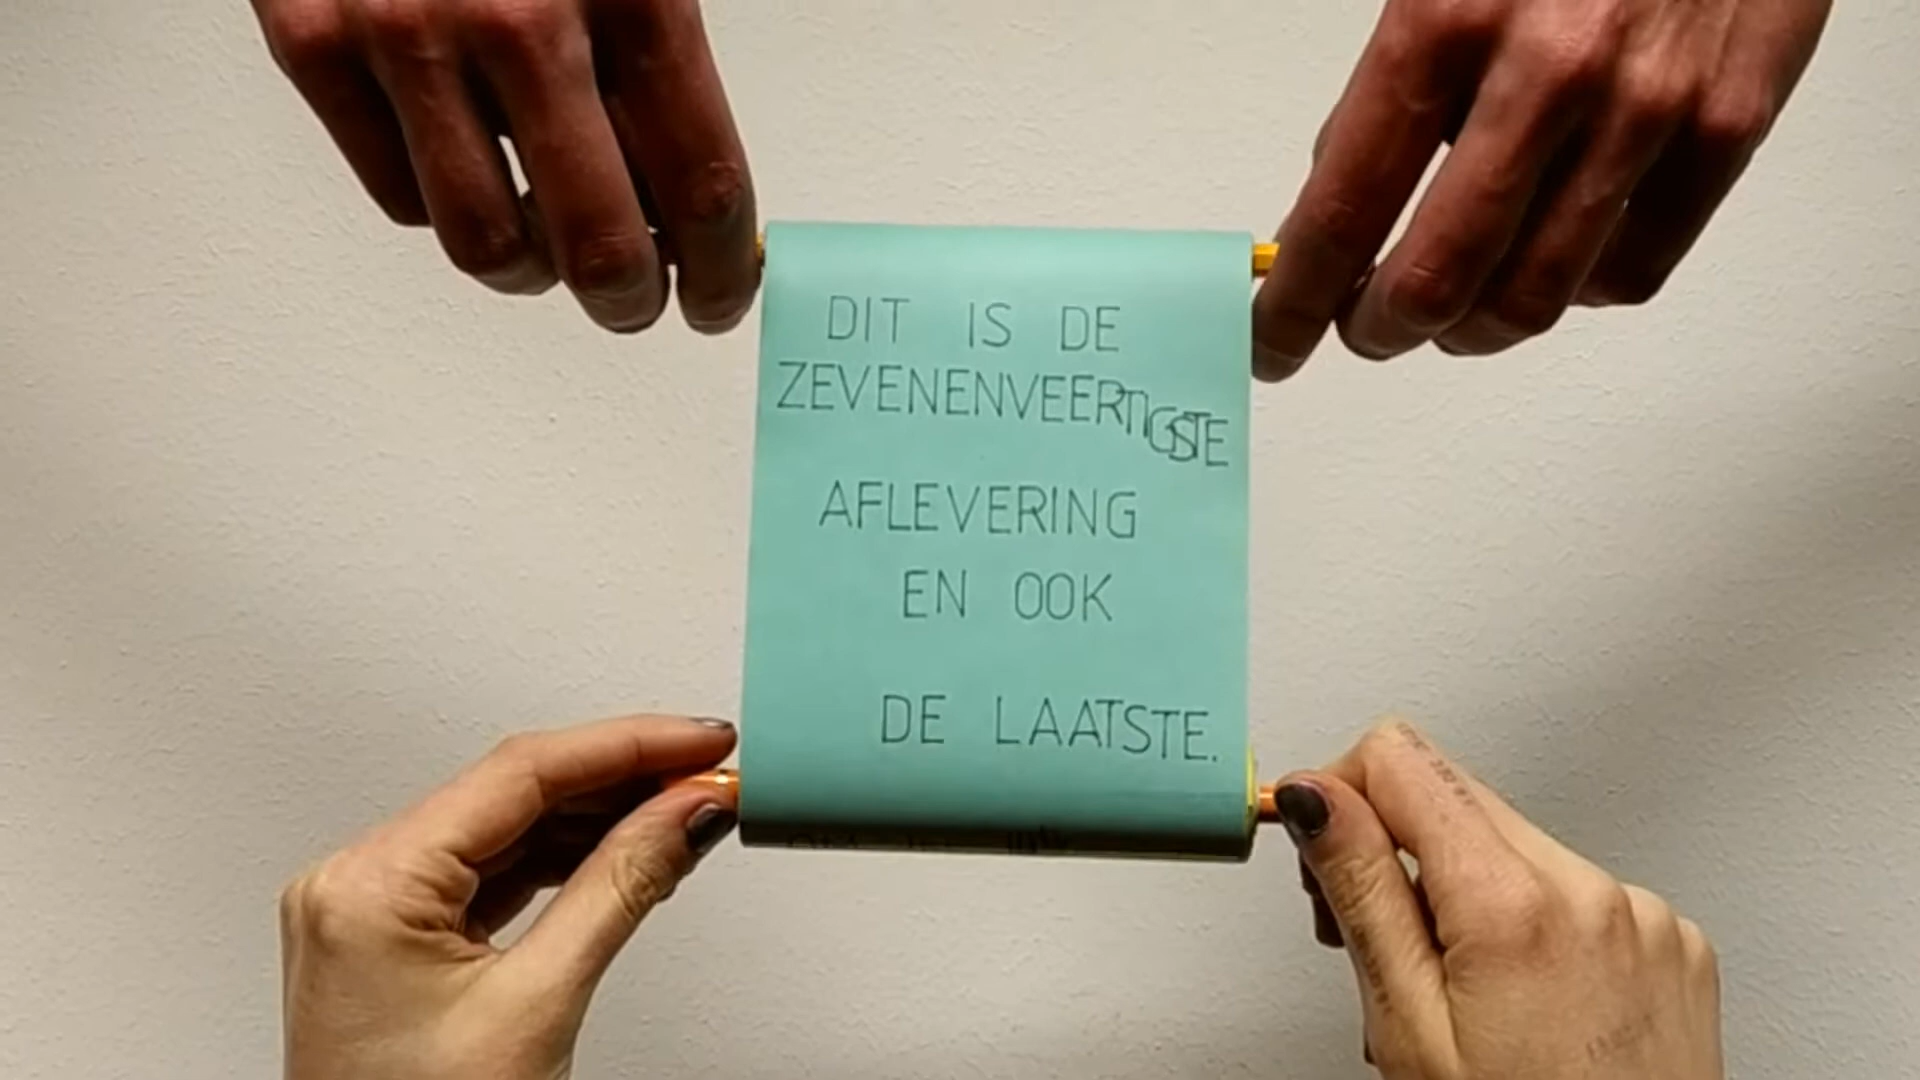 DIT IS DE
ZEVENENVEERTIGSTE
AFLEVERING
EN OOK
DE LAATSTE.